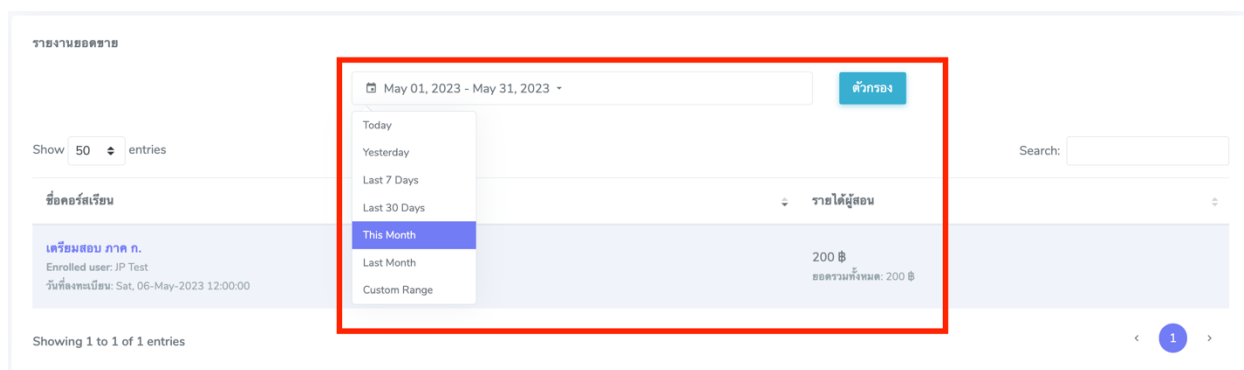 รายงานยอดขาย
May 01, 2023 - May 31, 2023
ตัวกรอง
Today
Yesterday
Last 7 Days
Last 30 Days
This Month
Last Month
Custom Range
Show 50 entries
Search:
ชื่อคอร์สเรียน
รายได้ผู้สอน
เตรียมสอบ ภาค ก.
Enrolled user: JP Test
วันที่ลงทะเบียน: Sat, 06-May-2023 12:00:00
200 ฿
ยอดรวมทั้งหมด: 200 ฿
Showing 1 to 1 of 1 entries
‹ 1 ›